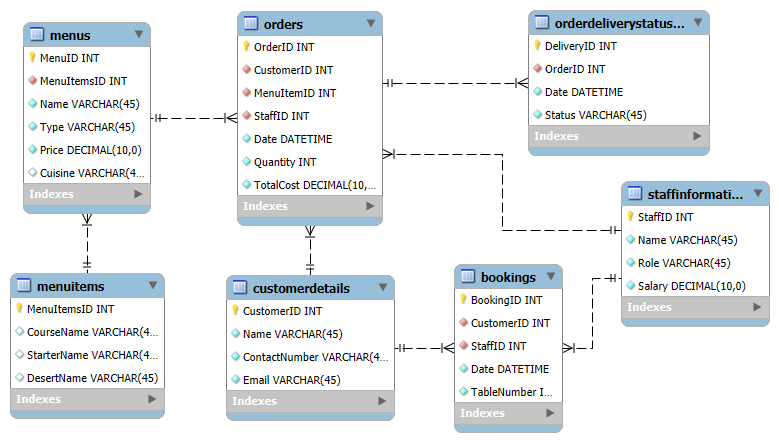 menus
MenuID INT
MenuItemsID INT
Name VARCHAR(45)
Type VARCHAR(45)
Price DECIMAL(10,0)
Cuisine VARCHAR(4...
Indexes
orders
OrderID INT
CustomerID INT
MenuItemID INT
StaffID INT
Date DATETIME
Quantity INT
TotalCost DECIMAL(10,...
Indexes
orderdeliverystatus...
DeliveryID INT
OrderID INT
Date DATETIME
Status VARCHAR(45)
Indexes
staffinformati...
StaffID INT
Name VARCHAR(45)
Role VARCHAR(45)
Salary DECIMAL(10,0)
Indexes
menuitems
MenuItemsID INT
CourseName VARCHAR(4...
StarterName VARCHAR(4...
DesertName VARCHAR(45)
Indexes
customerdetails
CustomerID INT
Name VARCHAR(45)
ContactNumber VARCHAR(4...
Email VARCHAR(45)
Indexes
bookings
BookingID INT
CustomerID INT
StaffID INT
Date DATETIME
TableNumber I...
Indexes